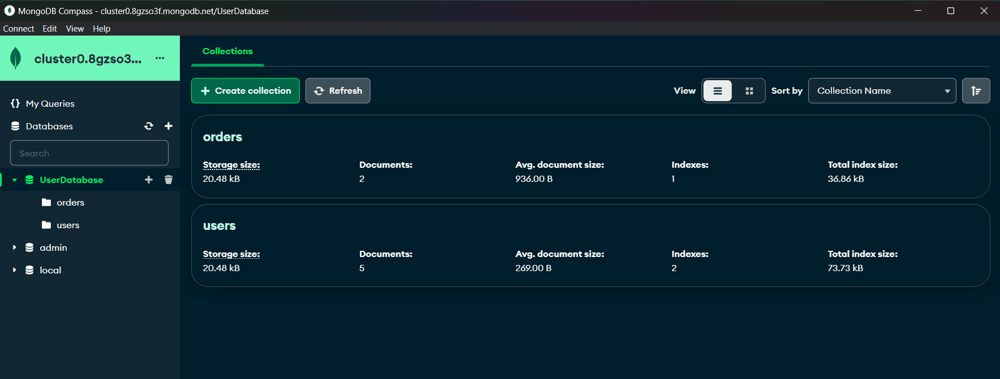 MongoDB Compass - cluster0.8gzso3f.mongodb.net/UserDatabase
Connect Edit View Help
cluster0.8gzso3... ...
{} My Queries
Databases
Search
UserDatabase
orders
users
admin
local
Collections
Create collection Refresh View Sort by Collection Name
orders
Storage size: Documents: Avg. document size: Indexes: Total index size:
20.48 kB 2 936.00 B 1 36.86 kB
users
Storage size: Documents: Avg. document size: Indexes: Total index size:
20.48 kB 5 269.00 B 2 73.73 kB